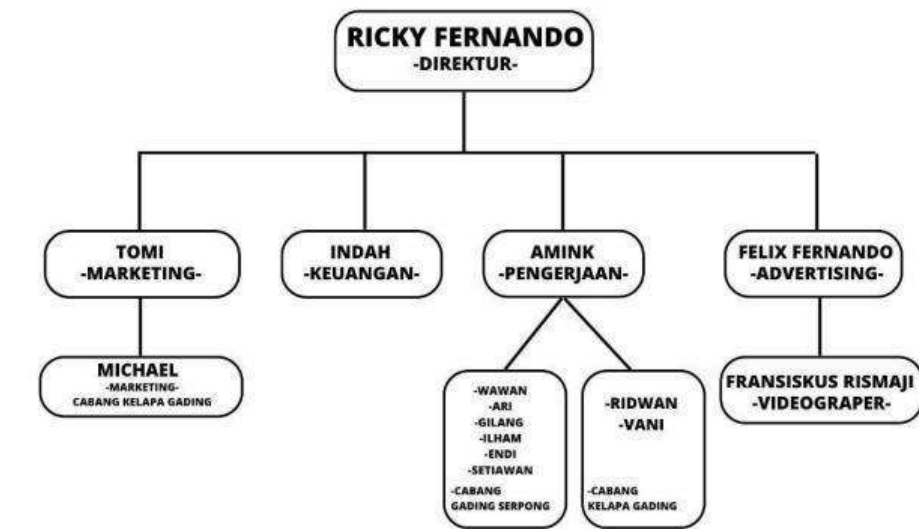 RICKY FERNANDO
-DIREKTUR-
TOMI
-MARKETING-
INDAH
-KEUANGAN-
AMINK
-PENGERJAAN-
FELIX FERNANDO
-ADVERTISING-
MICHAEL
-MARKETING-
CABANG KELAPA GADING
-WAWAN
-ARI
-GILANG
-ILHAM
-ENDI
-SETIAWAN
-CABANG
GADING SERPONG
-RIDWAN
-VANI
-CABANG
KELAPA GADING
FRANSISKUS RISMAJI
-VIDEOGRAPER-